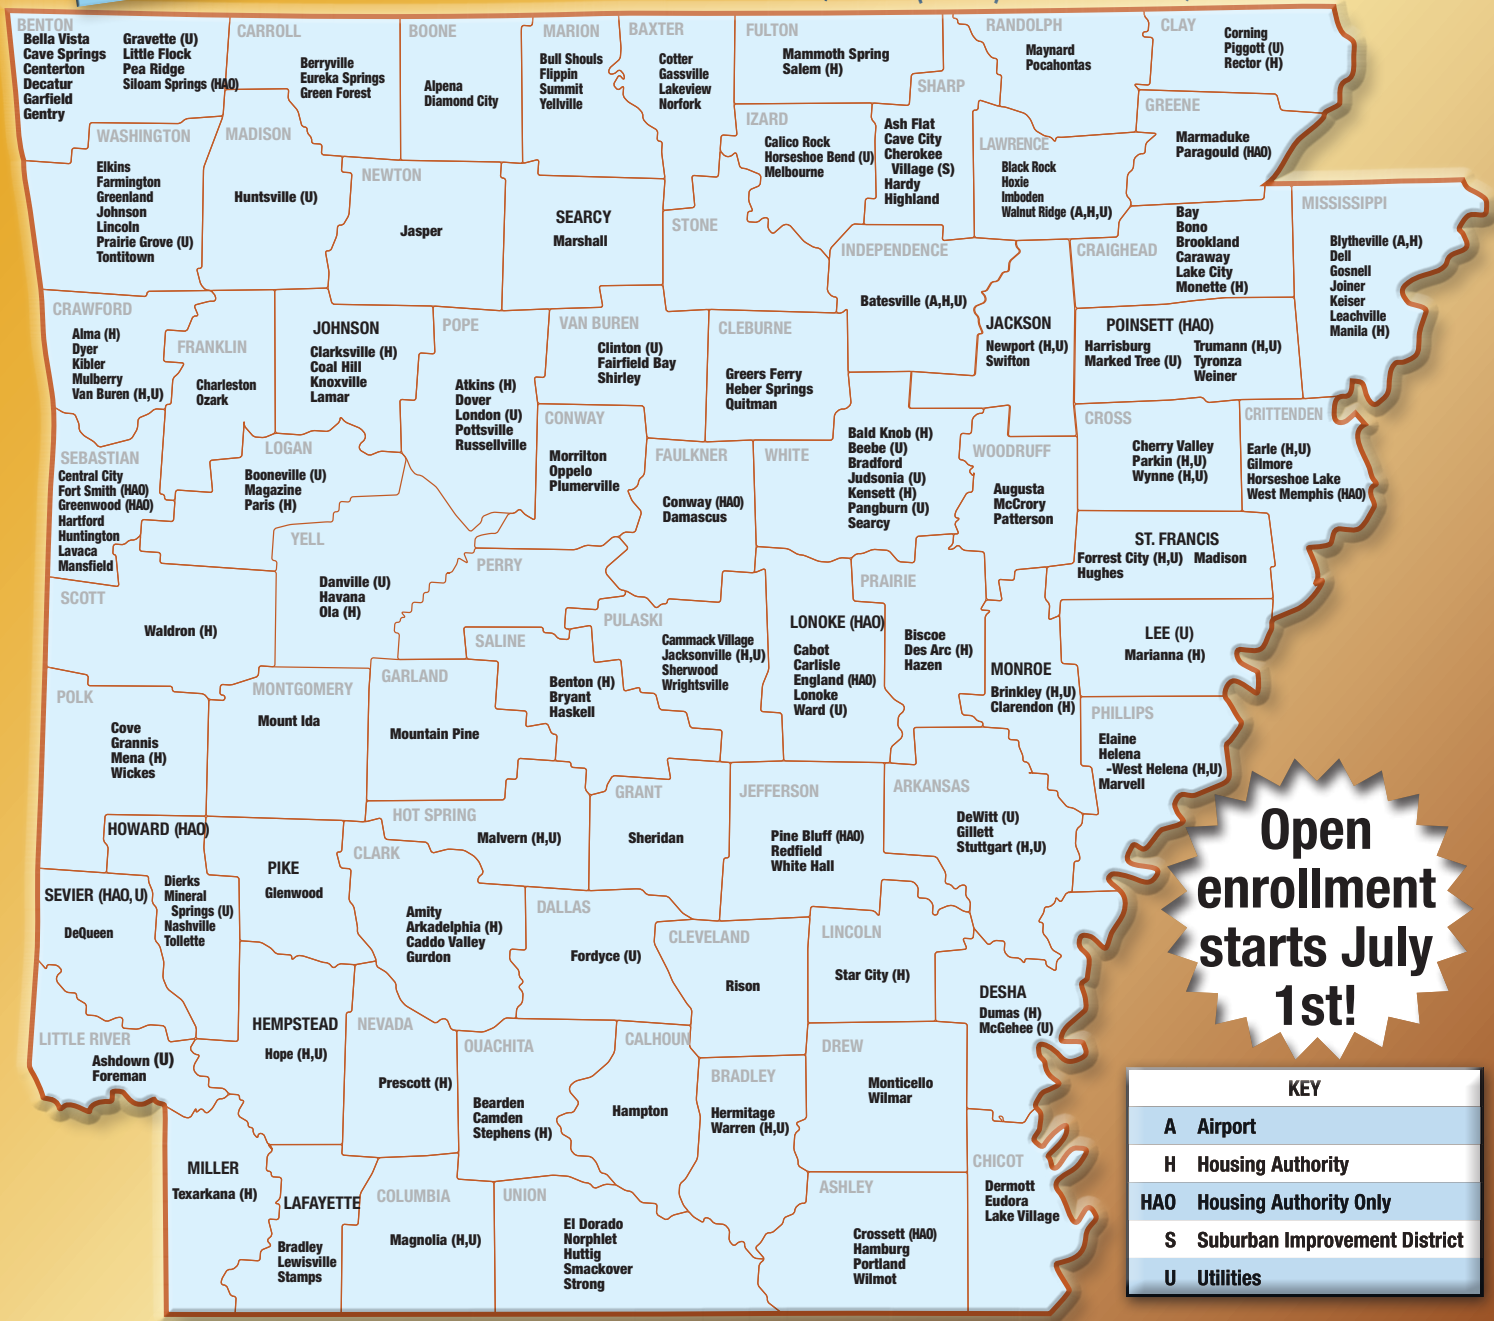 BENTON
Bella Vista
Cave Springs
Centerton
Decatur
Garfield
Gentry
Gravette (U)
Little Flock
Pea Ridge
Siloam Springs (HAO)
CARROLL
Berryville
Eureka Springs
Green Forest
BOONE
Alpena
Diamond City
MARION
Bull Shouls
Flippin
Summit
Yellville
BAXTER
Cotter
Gassville
Lakeview
Norfork
FULTON
Mammoth Spring
Salem (H)
SHARP
Ash Flat
Cave City
Cherokee
Village (S)
Hardy
Highland
RANDOLPH
Maynard
Pocahontas
CLAY
Corning
Piggott (U)
Rector (H)
GREENE
Marmaduke
Paragould (HAO)
WASHINGTON
Elkins
Farmington
Greenland
Johnson
Lincoln
Prairie Grove (U)
Tontitown
MADISON
Huntsville (U)
NEWTON
Jasper
SEARCY
Marshall
STONE
IZARD
Calico Rock
Horseshoe Bend (U)
Melbourne
LAWRENCE
Black Rock
Hoxie
Imboden
Walnut Ridge (A,H,U)
INDEPENDENCE
Batesville (A,H,U)
CRAIGHEAD
Bay
Bono
Brookland
Caraway
Lake City
Monette (H)
MISSISSIPPI
Blytheville (A,H)
Dell
Gosnell
Joiner
Keiser
Leachville
Manila (H)
CRAWFORD
Alma (H)
Dyer
Kibler
Mulberry
Van Buren (H,U)
FRANKLIN
Charleston
Ozark
JOHNSON
Clarksville (H)
Coal Hill
Knoxville
Lamar
POPE
Atkins (H)
Dover
London (U)
Pottsville
Russellville
VAN BUREN
Clinton (U)
Fairfield Bay
Shirley
CLEBURNE
Greers Ferry
Heber Springs
Quitman
JACKSON
Newport (H,U)
Swifton
POINSETT (HAO)
Harrisburg
Marked Tree (U)
Trumann (H,U)
Tyronza
Weiner
SEBASTIAN
Central City
Fort Smith (HAO)
Greenwood (HAO)
Hartford
Huntington
Lavaca
Mansfield
LOGAN
Booneville (U)
Magazine
Paris (H)
CONWAY
Morrilton
Oppelo
Plumerville
FAULKNER
Conway (HAO)
Damascus
WHITE
Bald Knob (H)
Beebe (U)
Bradford
Judsonia (U)
Kensett (H)
Pangburn (U)
Searcy
WOODRUFF
Augusta
McCrory
Patterson
CROSS
Cherry Valley
Parkin (H,U)
Wynne (H,U)
CRITTENDEN
Earle (H,U)
Gilmore
Horseshoe Lake
West Memphis (HAO)
YELL
Danville (U)
Havana
Ola (H)
PERRY
ST. FRANCIS
Forrest City (H,U) Madison
Hughes
SCOTT
Waldron (H)
SALINE
Benton (H)
Bryant
Haskell
PULASKI
Cammack Village
Jacksonville (H,U)
Sherwood
Wrightsville
LONOKE (HAO)
Cabot
Carlisle
England (HAO)
Lonoke
Ward (U)
PRAIRIE
Biscoe
Des Arc (H)
Hazen
MONROE
Brinkley (H,U)
Clarendon (H)
LEE (U)
Marianna (H)
PHILLIPS
Elaine
Helena
-West Helena (H,U)
Marvell
POLK
Cove
Grannis
Mena (H)
Wickes
MONTGOMERY
Mount Ida
GARLAND
Mountain Pine
HOT SPRING
Malvern (H,U)
GRANT
Sheridan
JEFFERSON
Pine Bluff (HAO)
Redfield
White Hall
ARKANSAS
DeWitt (U)
Gillett
Stuttgart (H,U)
HOWARD (HAO)
Dierks
Mineral
Springs (U)
Nashville
Tollette
SEVIER (HAO, U)
DeQueen
PIKE
Glenwood
CLARK
Amity
Arkadelphia (H)
Caddo Valley
Gurdon
DALLAS
Fordyce (U)
CLEVELAND
Rison
LINCOLN
Star City (H)
DESHA
Dumas (H)
McGehee (U)
LITTLE RIVER
Ashdown (U)
Foreman
HEMPSTEAD
Hope (H,U)
NEVADA
Prescott (H)
OUACHITA
Bearden
Camden
Stephens (H)
CALHOUN
Hampton
BRADLEY
Hermitage
Warren (H,U)
DREW
Monticello
Wilmar
MILLER
Texarkana (H)
LAFAYETTE
Bradley
Lewisville
Stamps
COLUMBIA
Magnolia (H,U)
UNION
El Dorado
Norphlet
Huttig
Smackover
Strong
ASHLEY
Crossett (HAO)
Hamburg
Portland
Wilmot
CHICOT
Dermott
Eudora
Lake Village
Open
enrollment
starts July
1st!
KEY
A Airport
H Housing Authority
HAO Housing Authority Only
S Suburban Improvement District
U Utilities